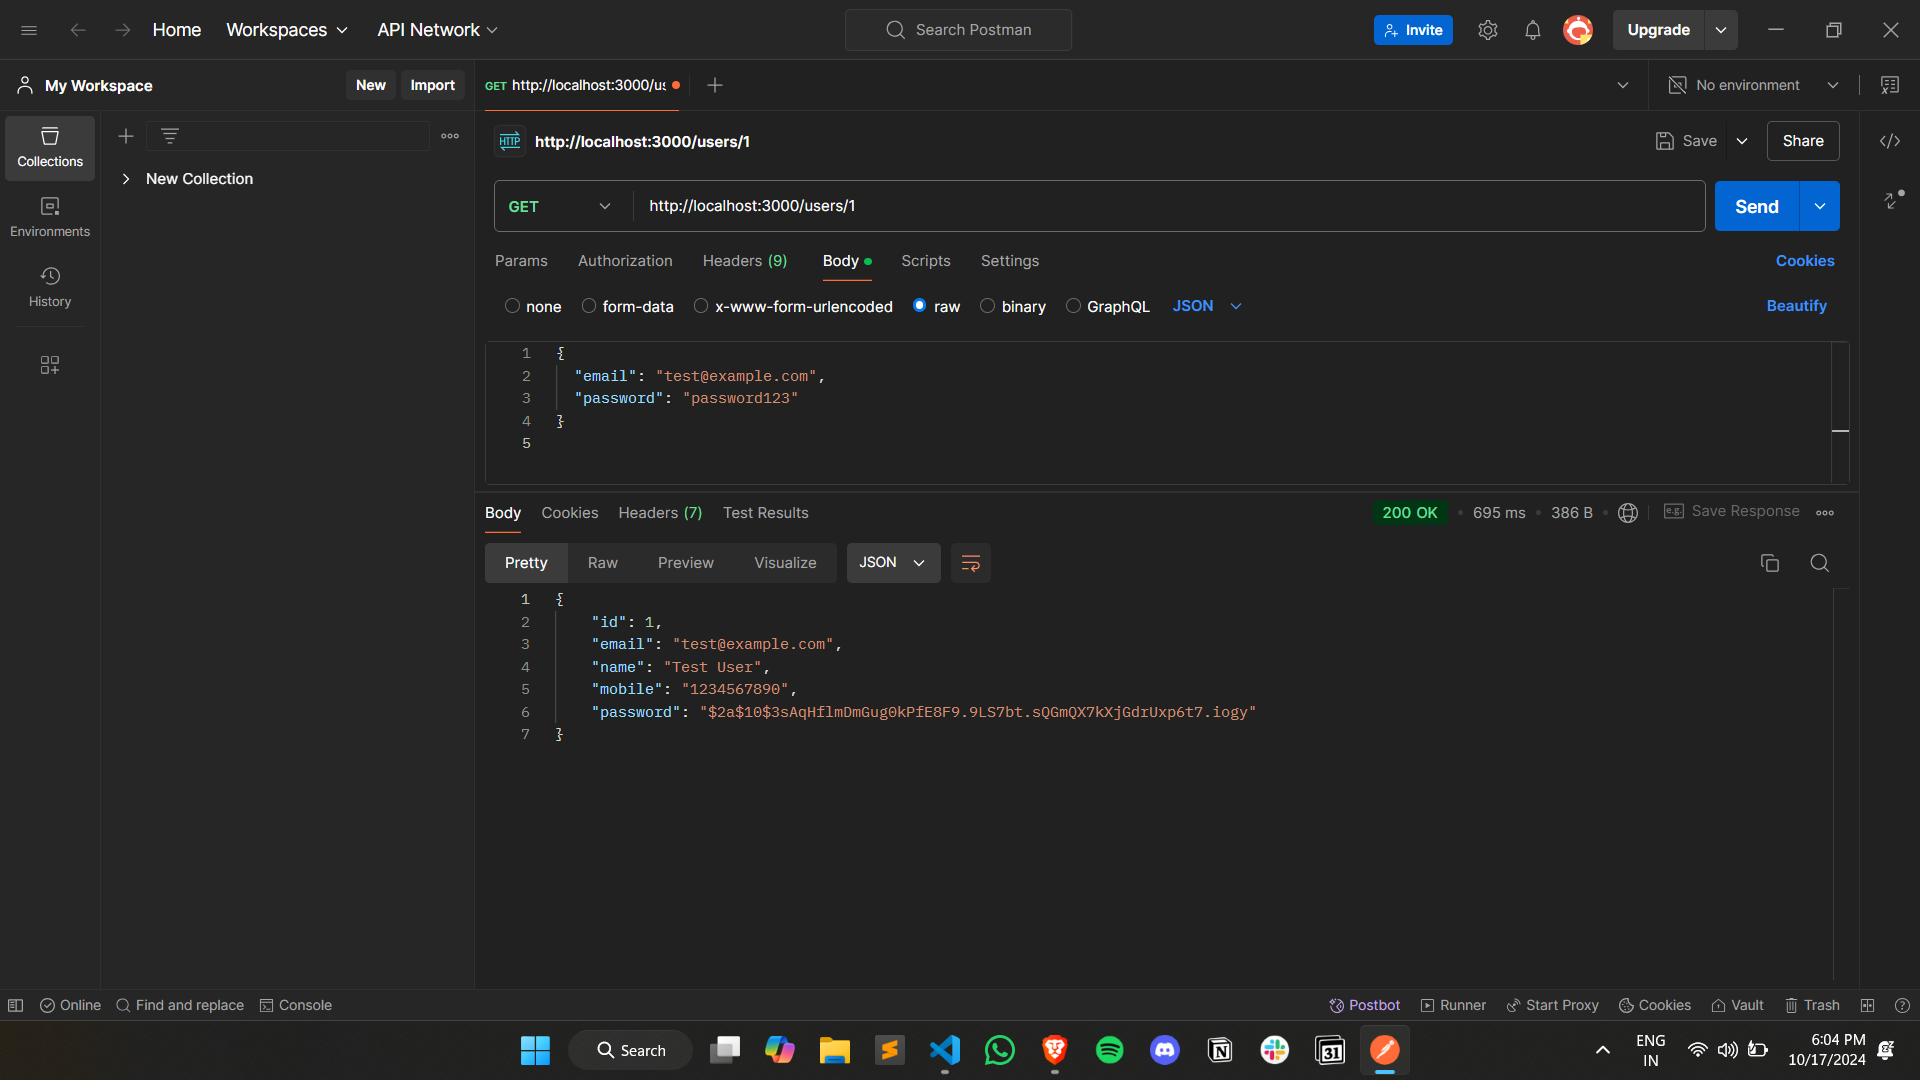 Home
Workspaces
API Network
Search Postman
Invite
Upgrade
My Workspace
New
Import
GET http://localhost:3000/us
No environment
Collections
HTTP
http://localhost:3000/users/1
Save
Share
New Collection
GET
http://localhost:3000/users/1
Send
Environments
Params
Authorization
Headers (9)
Body
Scripts
Settings
Cookies
History
none
form-data
x-www-form-urlencoded
raw
binary
GraphQL
JSON
Beautify
1 {
2 "email": "test@example.com",
3 "password": "password123"
4 }
5
Body
Cookies
Headers (7)
Test Results
200 OK
695 ms
386 B
e.g.
Save Response
Pretty
Raw
Preview
Visualize
JSON
1 {
2 "id": 1,
3 "email": "test@example.com",
4 "name": "Test User",
5 "mobile": "1234567890",
6 "password": "$2a$10$3sAqHflmDmGug0kPfE8F9.9LS7bt.sQGmQX7kXjGdrUxp6t7.iogy"
7 }
Online
Find and replace
Console
Postbot
Runner
Start Proxy
Cookies
Vault
Trash
Search
31
ENG
IN
6:04 PM
10/17/2024